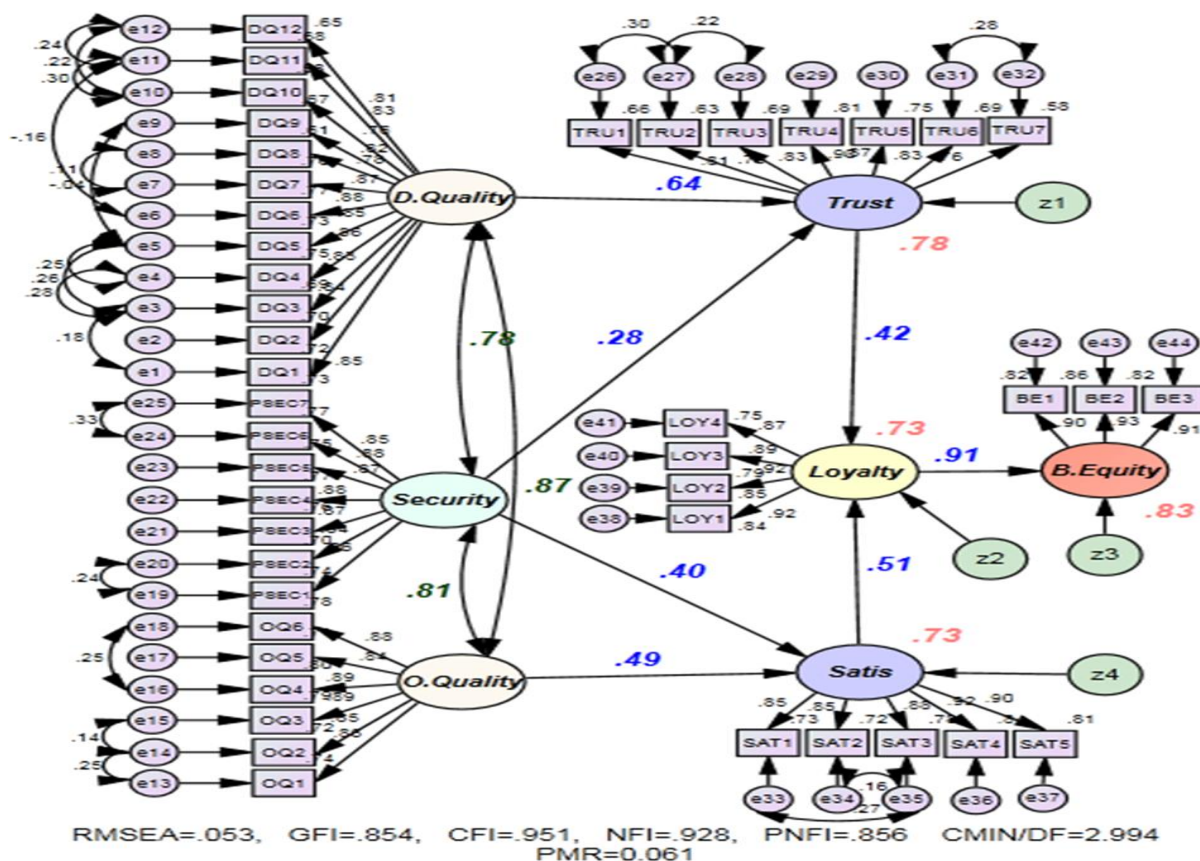 e12 DQ12 .65
.24 e11 DQ11
.22
.30 e10 DQ10
e9 DQ9
-.16 e8 DQ8
.11 e7 DQ7
-.04 e6 DQ6
e5 DQ5
.25 e4 DQ4
.26
.28 e3 DQ3
e2 DQ2
.18 e1 DQ1
e25 PSEC7
.33 e24 PSEC6
e23 PSEC5
e22 PSEC4
e21 PSEC3
e20 PSEC2
.24 e19 PSEC1
e18 OQ6
.25 e17 OQ5
e16 OQ4
e15 OQ3
.14 e14 OQ2
.25 e13 OQ1
.81
.83
.87
.88
.85
D.Quality
.78
.87
.85
.88
.88
Security
.81
.88
.84
.89
O.Quality
.64
.28
.40
.49
.30 .22 .28
e26 e27 e28 e29 e30 e31 e32
.66 .63 .69 .81 .75 .69 .58
TRU1 TRU2 TRU3 TRU4 TRU5 TRU6 TRU7
.81 .83 .83 .76
Trust z1
.78
.42
e42 e43 e44
.82 .86 .82
BE1 BE2 BE3
.90 .93 .91
e41 LOY4 .75 .87
e40 LOY3 .89
e39 LOY2 .79 .92
.85
e38 LOY1 .84 .92
.73
Loyalty .91 B.Equity
.83
z2 z3
.51
.73
Satis z4
.85 .85 .88 .92 .90
.73 .72 .81
SAT1 SAT2 SAT3 SAT4 SAT5
.16
e33 e34 e35 e36 e37
.27
RMSEA=.053, GFI=.854, CFI=.951, NFI=.928, PNFI=.856 CMIN/DF=2.994
PMR=0.061